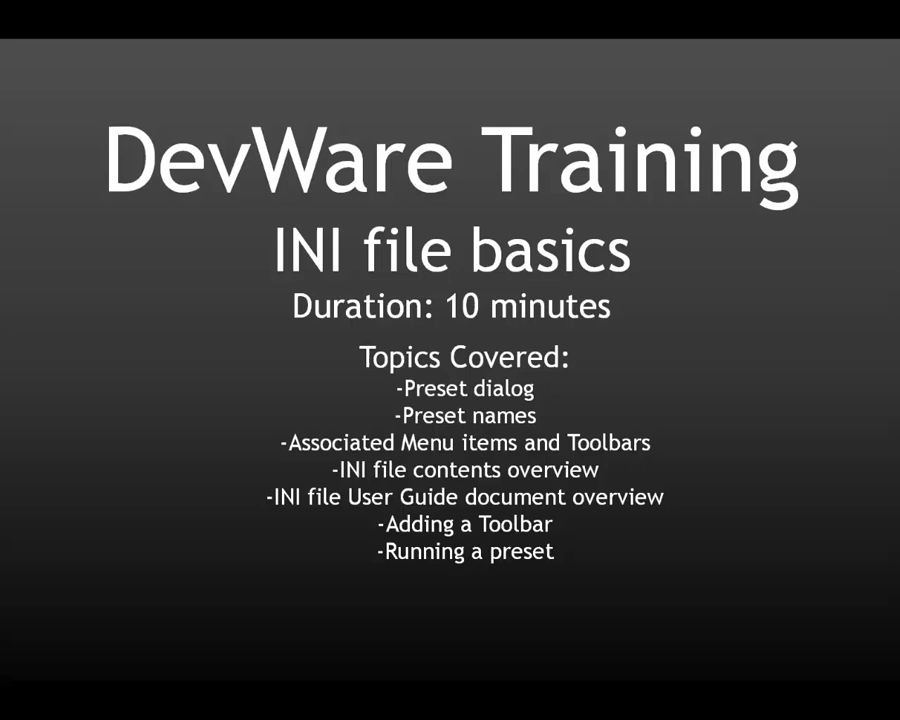 DevWare Training
INI file basics
Duration: 10 minutes
Topics Covered:
-Preset dialog
-Preset names
-Associated Menu items and Toolbars
-INI file contents overview
-INI file User Guide document overview
-Adding a Toolbar
-Running a preset